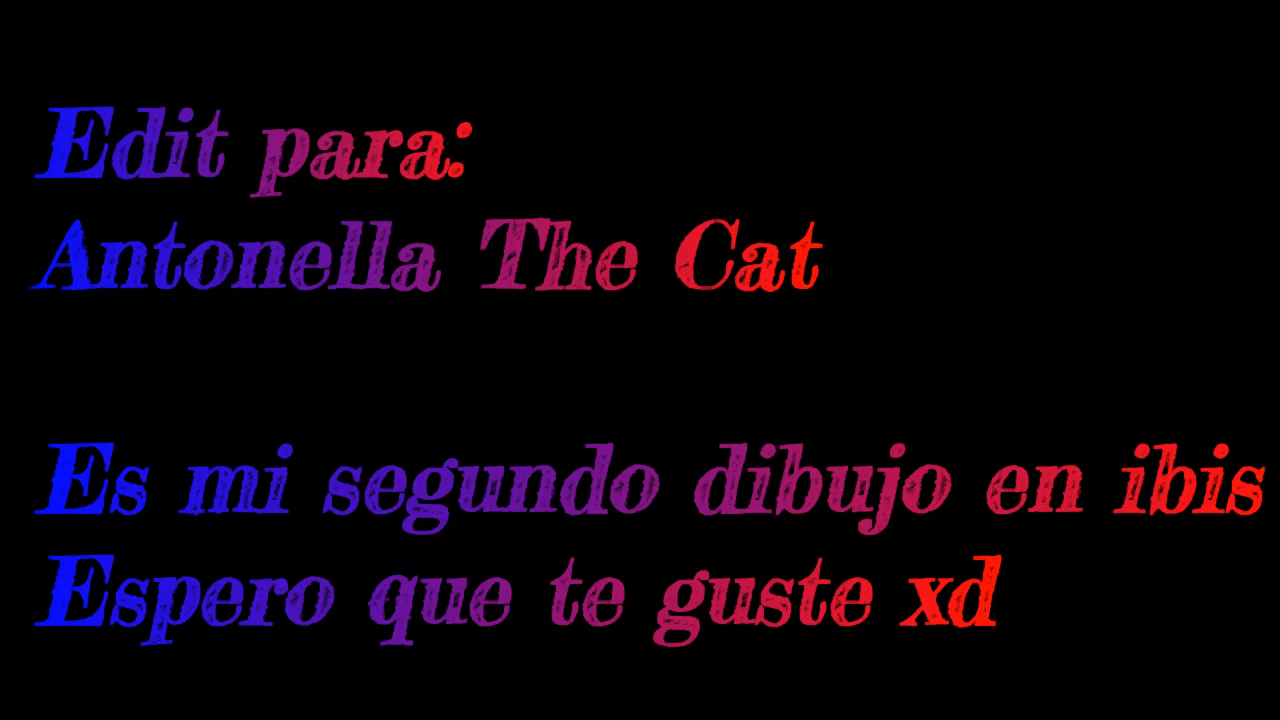 Edit para:
Antonella The Cat
Es mi segundo dibujo en ibis
Espero que te guste xd